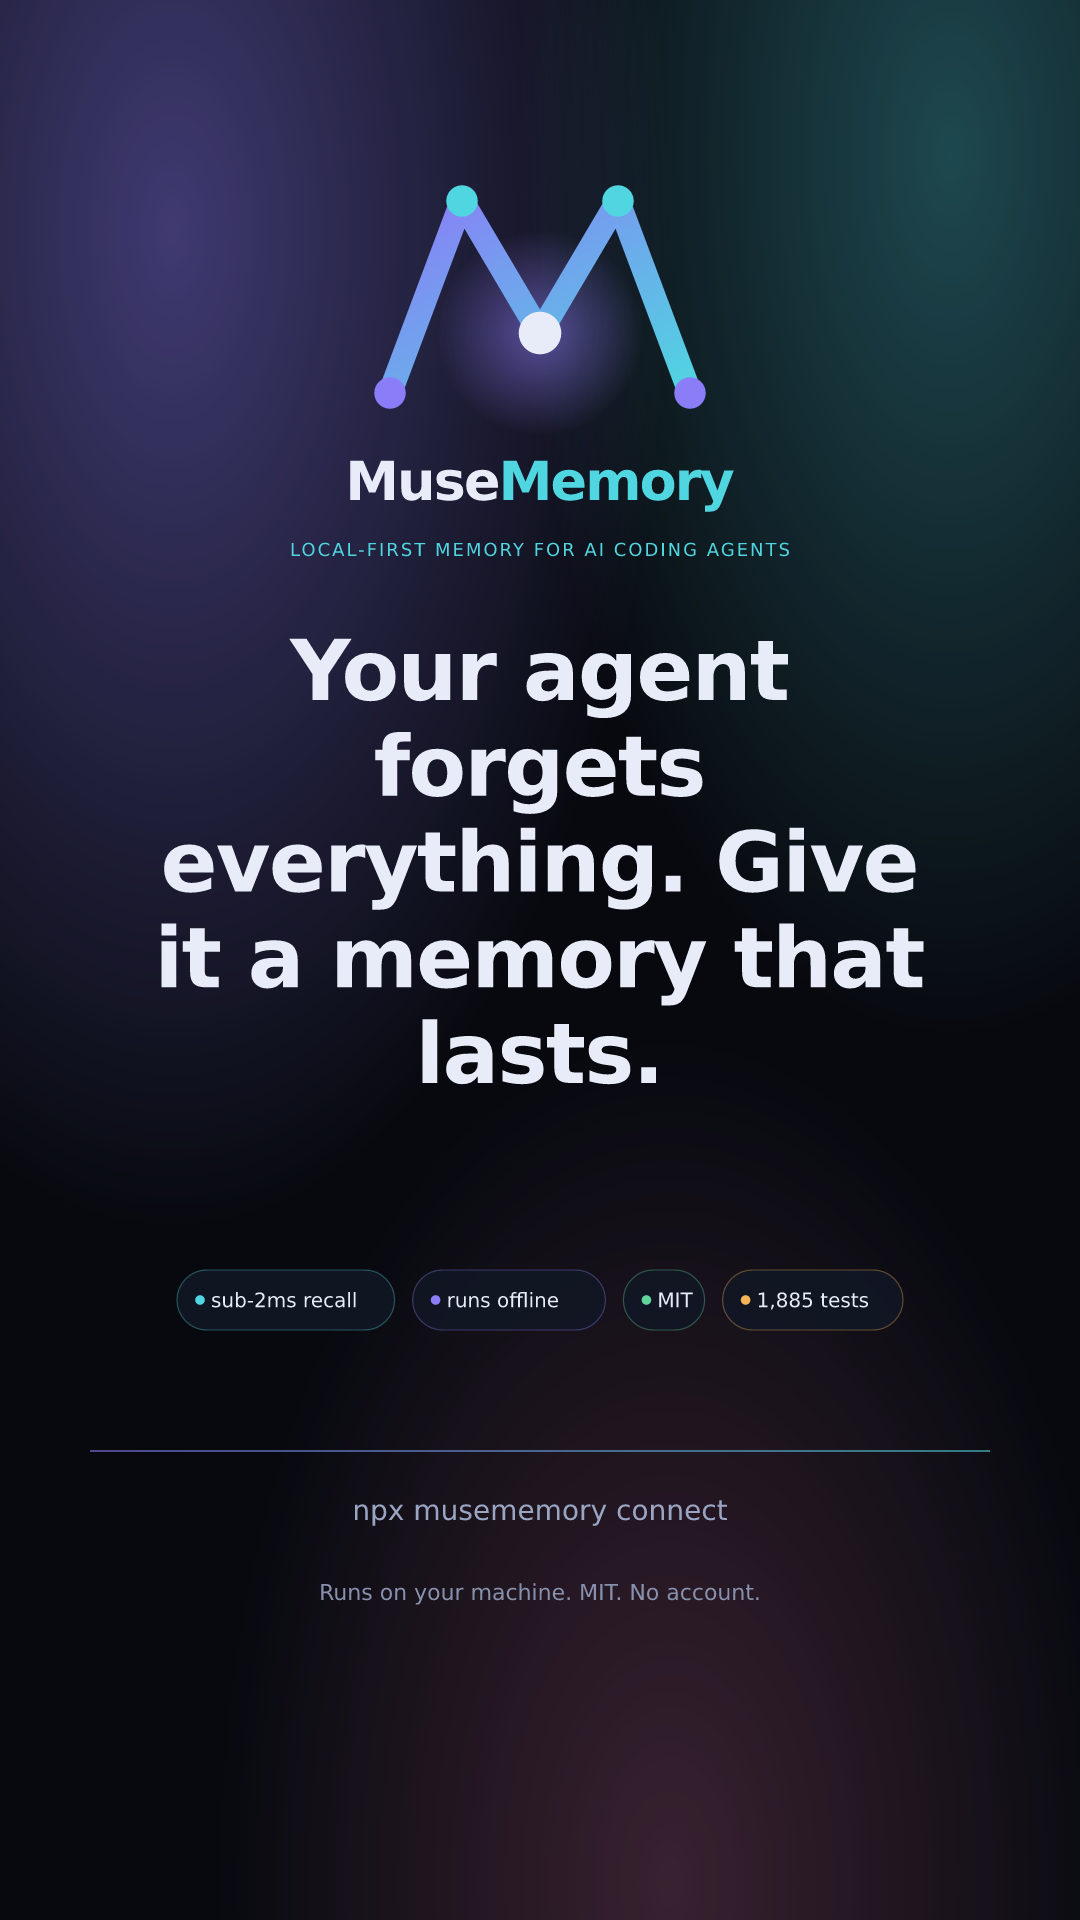 MuseMemory
LOCAL-FIRST MEMORY FOR AI CODING AGENTS
Your agent
forgets
everything. Give
it a memory that
lasts.
sub-2ms recall
runs offline
MIT
1,885 tests
npx musememory connect
Runs on your machine. MIT. No account.